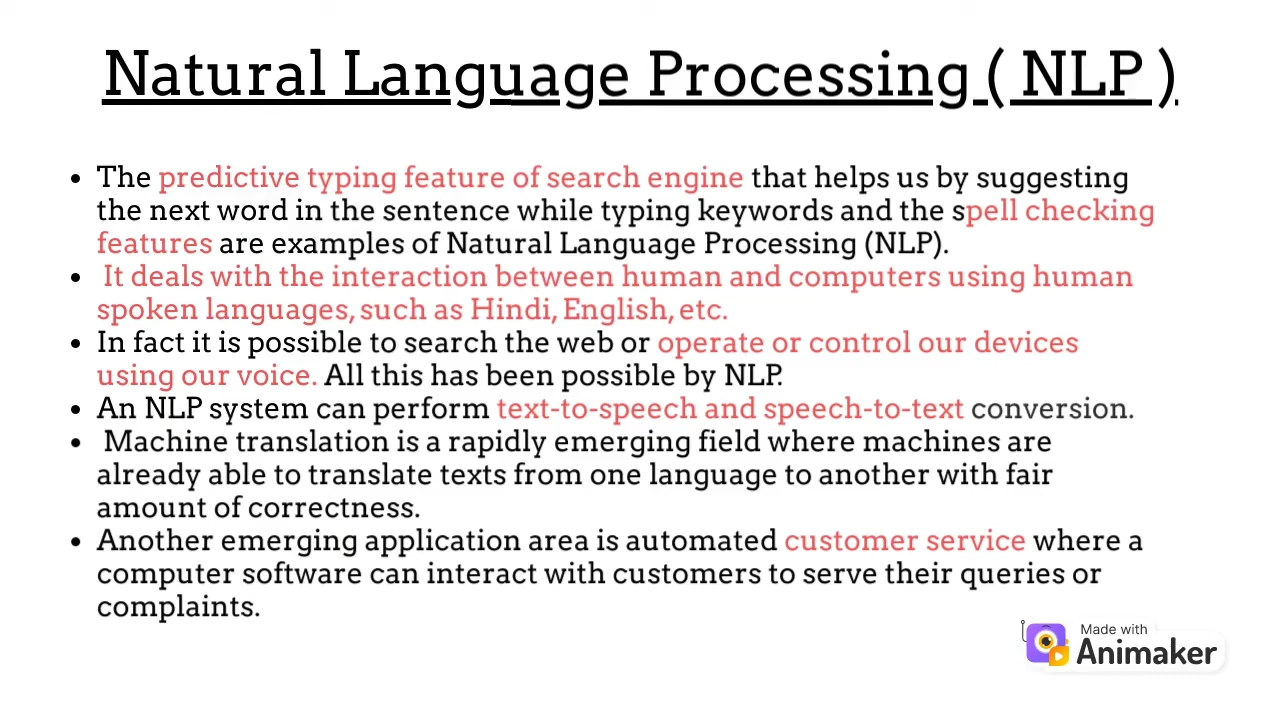 Natural Language Processing ( NLP )
• The predictive typing feature of search engine that helps us by suggesting
the next word in the sentence while typing keywords and the spell checking
features are examples of Natural Language Processing (NLP).
• It deals with the interaction between human and computers using human
spoken languages, such as Hindi, English, etc.
• In fact it is possible to search the web or operate or control our devices
using our voice. All this has been possible by NLP.
• An NLP system can perform text-to-speech and speech-to-text conversion.
• Machine translation is a rapidly emerging field where machines are
already able to translate texts from one language to another with fair
amount of correctness.
• Another emerging application area is automated customer service where a
computer software can interact with customers to serve their queries or
complaints.
Made with
Animaker